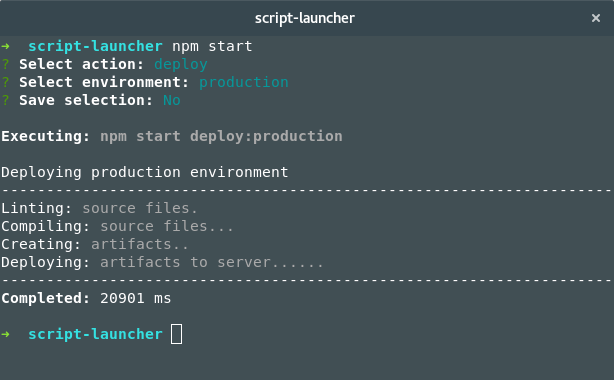 script-launcher ×
➜ script-launcher npm start
? Select action: deploy
? Select environment: production
? Save selection: No
Executing: npm start deploy:production
Deploying production environment
--------------------------------------------------------------------
Linting: source files.
Compiling: source files...
Creating: artifacts..
Deploying: artifacts to server......
--------------------------------------------------------------------
Completed: 20901 ms
➜ script-launcher